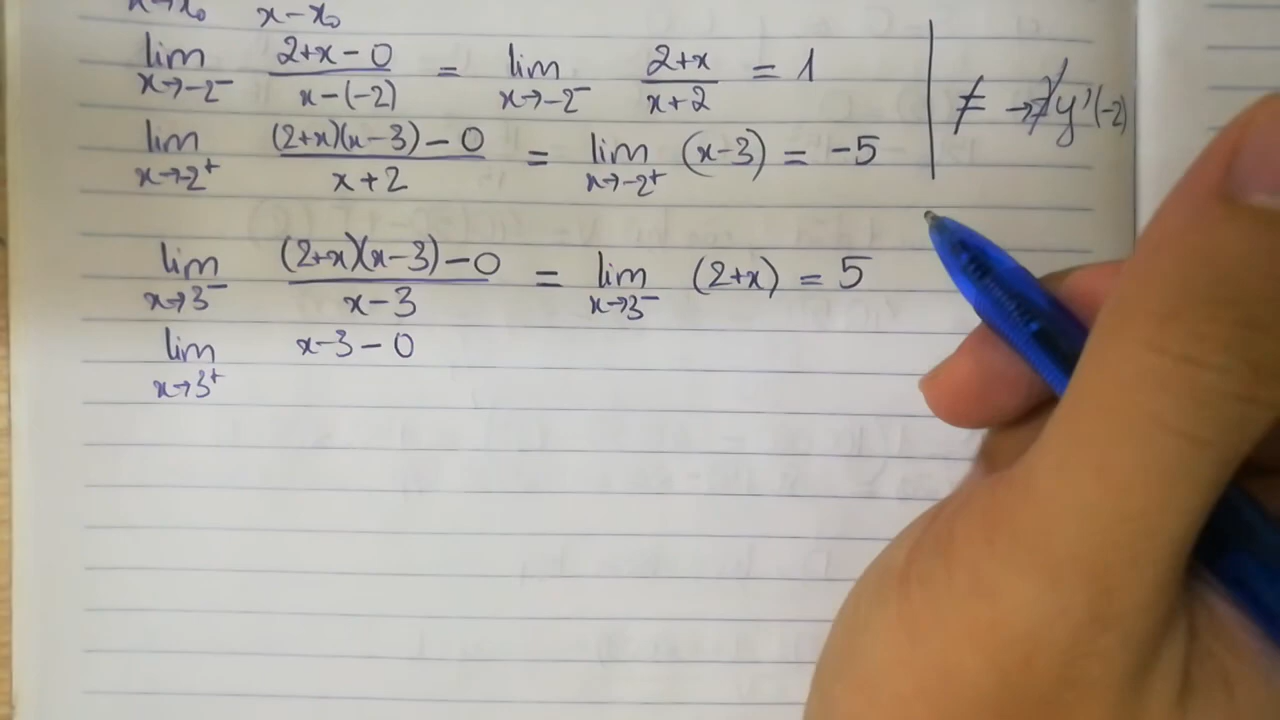 x→x₀ x-x₀
lim x→-2⁻ (2+x-0)/(x-(-2)) = lim x→-2⁻ (2+x)/(x+2) = 1
≠ → ∄y'(-2)
lim x→-2⁺ ((2+x)(x-3)-0)/(x+2) = lim x→-2⁺ (x-3) = -5
lim x→3⁻ ((2+x)(x-3)-0)/(x-3) = lim x→3⁻ (2+x) = 5
lim x→3⁺ x-3-0